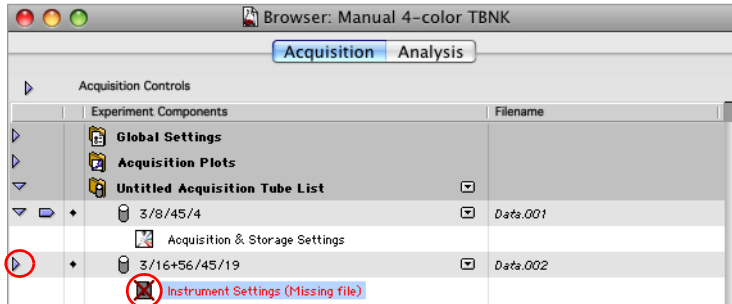 Browser: Manual 4-color TBNK
Acquisition Analysis
Acquisition Controls
Experiment Components Filename
Global Settings
Acquisition Plots
Untitled Acquisition Tube List
3/8/45/4 Data.001
Acquisition & Storage Settings
3/16+56/45/19 Data.002
Instrument Settings (Missing file)